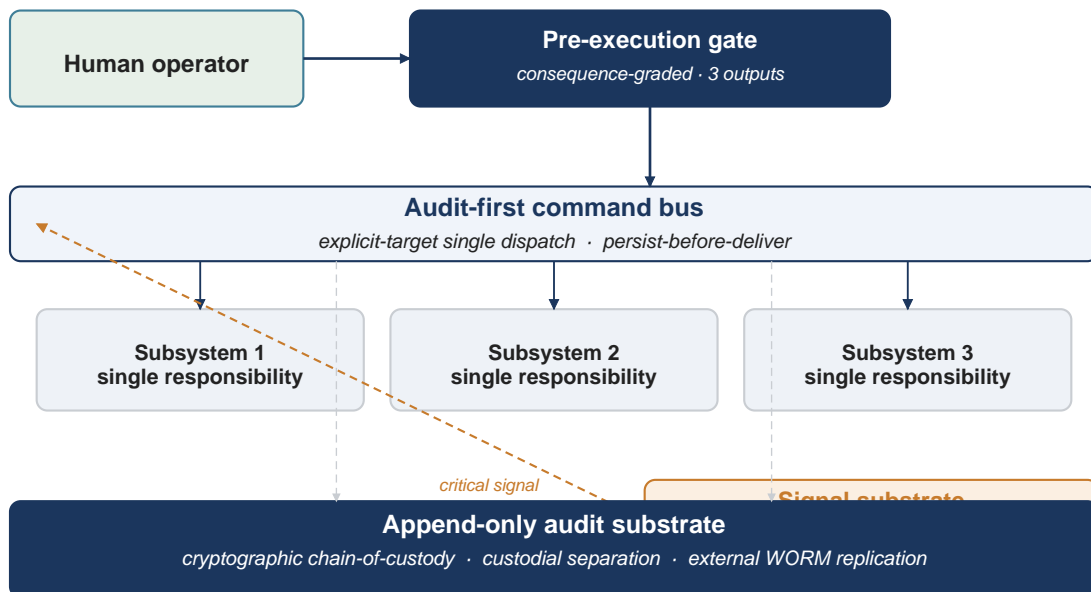 Human operator
Pre-execution gate
consequence-graded · 3 outputs
Audit-first command bus
explicit-target single dispatch · persist-before-deliver
Subsystem 1
single responsibility
Subsystem 2
single responsibility
Subsystem 3
single responsibility
critical signal
Signal substrate
Append-only audit substrate
cryptographic chain-of-custody · custodial separation · external WORM replication